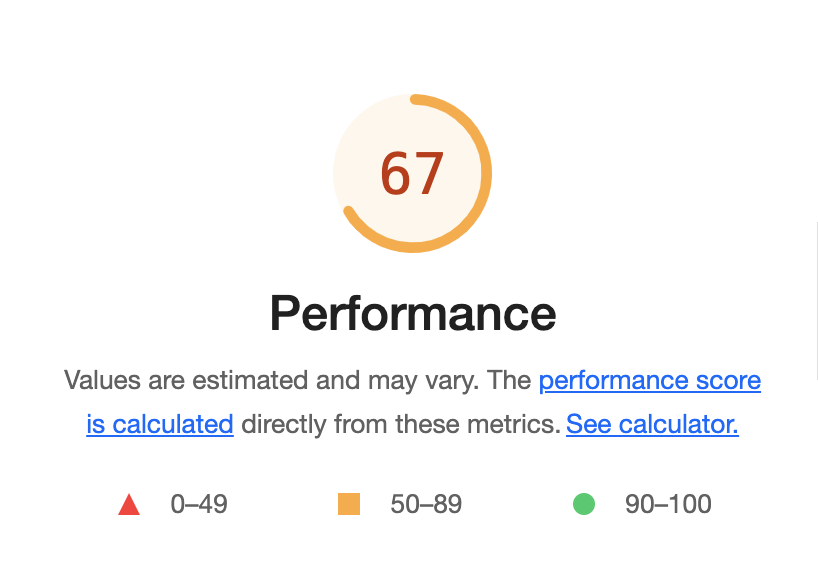 67
Performance
Values are estimated and may vary. The performance score
is calculated directly from these metrics. See calculator.
0–49
50–89
90–100